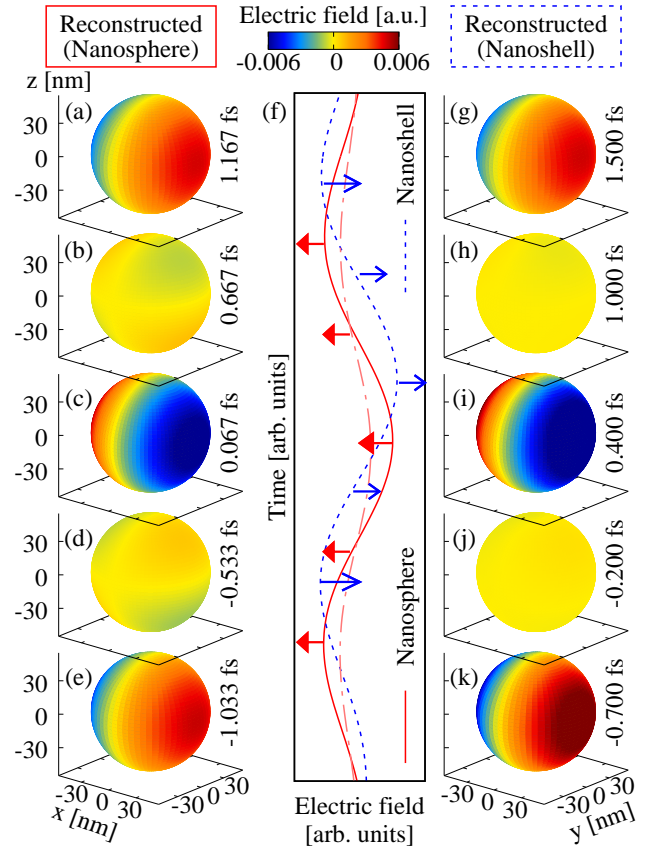 Reconstructed
(Nanosphere)
Electric field [a.u.]
-0.006 0 0.006
Reconstructed
(Nanoshell)
z [nm]
(a)
30
0
-30
1.167 fs
(b)
30
0
-30
0.667 fs
(c)
30
0
-30
0.067 fs
(d)
30
0
-30
-0.533 fs
(e)
30
0
-30
-1.033 fs
-30 0 30
x [nm]
-30 0 30
(f)
Time [arb. units]
Nanoshell
Nanosphere
Electric field
[arb. units]
(g)
1.500 fs
(h)
1.000 fs
(i)
0.400 fs
(j)
-0.200 fs
(k)
-0.700 fs
-30 0 30
-30 0 30
y [nm]